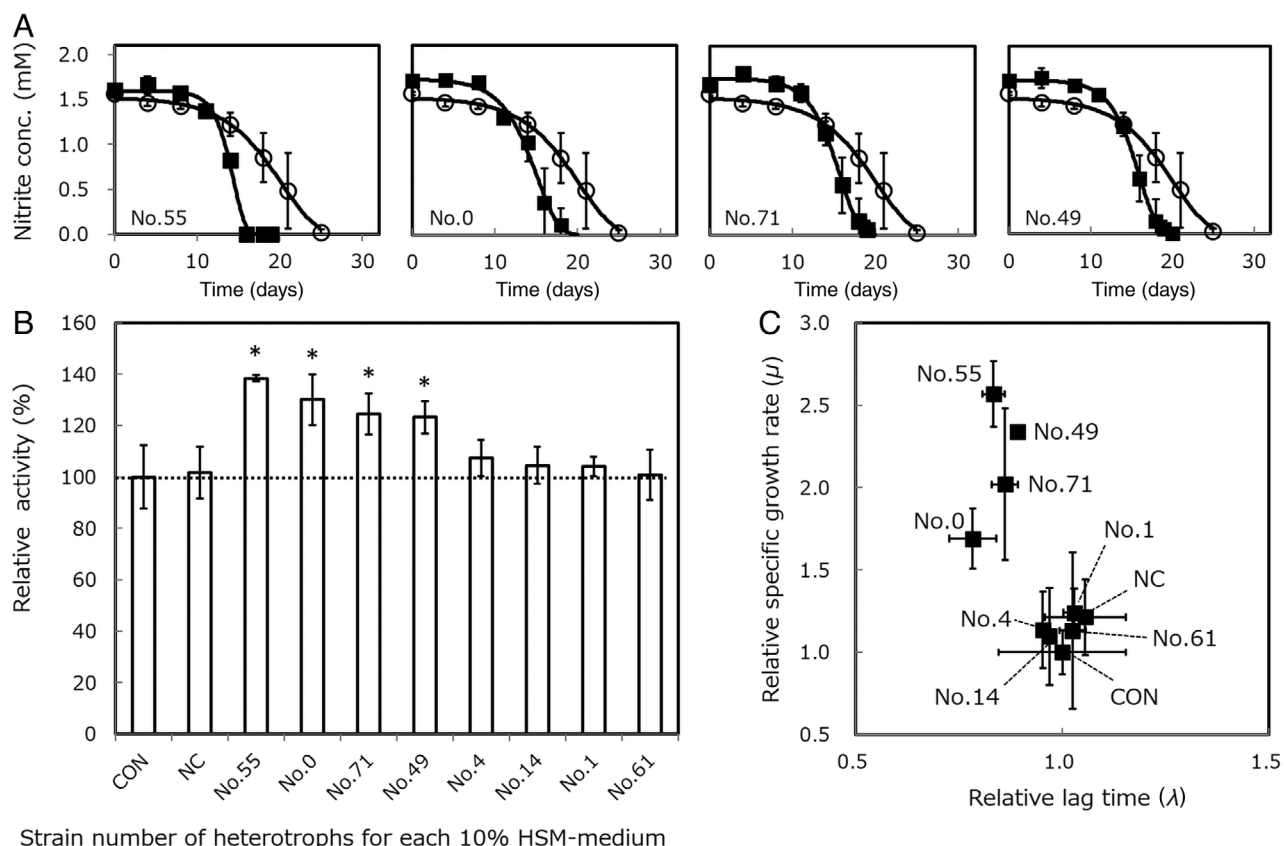 A
Nitrite conc. (mM)
2.0
1.5
1.0
0.5
0.0
No.55
No.0
No.71
No.49
0 10 20 30
0 10 20 30
0 10 20 30
0 10 20 30
Time (days)
Time (days)
Time (days)
Time (days)
B
Relative activity (%)
160
140
120
100
80
60
40
20
0
* * * *
CON
NC
No.55
No.0
No.71
No.49
No.4
No.14
No.1
No.61
Strain number of heterotrophs for each 10% HSM-medium
C
Relative specific growth rate (μ)
3.0
2.5
2.0
1.5
1.0
0.5
No.55
No.49
No.71
No.0
No.1
NC
No.4
No.61
No.14
CON
0.5 1.0 1.5
Relative lag time (λ)